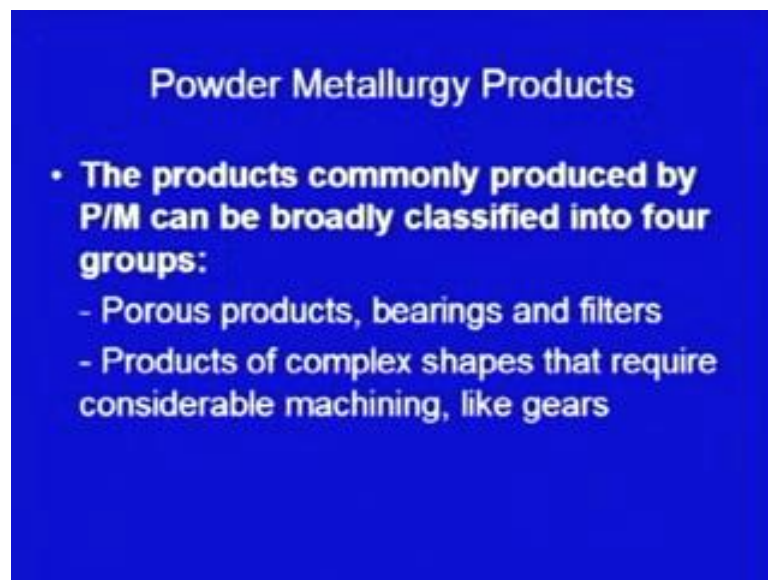 Powder Metallurgy Products
• The products commonly produced by
P/M can be broadly classified into four
groups:
- Porous products, bearings and filters
- Products of complex shapes that require
considerable machining, like gears